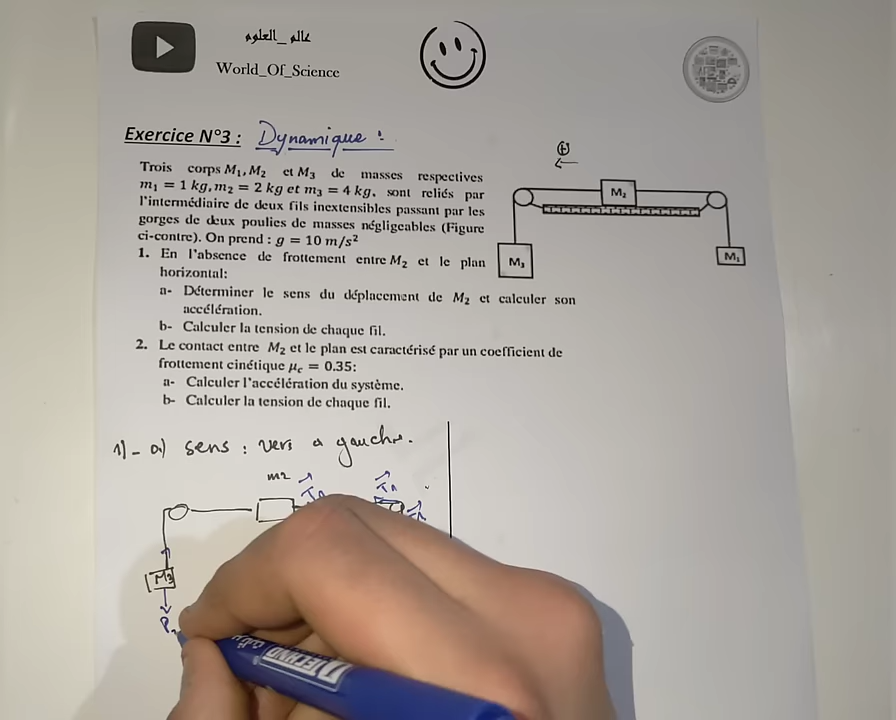 عالم_العلوم
World_Of_Science
Exercice N°3 : Dynamique :
Trois corps M₁, M₂ et M₃ de masses respectives
m₁ = 1 kg, m₂ = 2 kg et m₃ = 4 kg. sont reliés par
l'intermédiaire de deux fils inextensibles passant par les
gorges de deux poulies de masses négligeables (Figure
ci-contre). On prend : g = 10 m/s²
1. En l'absence de frottement entre M₂ et le plan
horizontal:
a- Déterminer le sens du déplacement de M₂ et calculer son
accélération.
b- Calculer la tension de chaque fil.
2. Le contact entre M₂ et le plan est caractérisé par un coefficient de
frottement cinétique μc = 0.35:
a- Calculer l'accélération du système.
b- Calculer la tension de chaque fil.
+
M₂
M₃
M₁
1)- a) sens : vers a gauche.
m2
M3
TECHNO